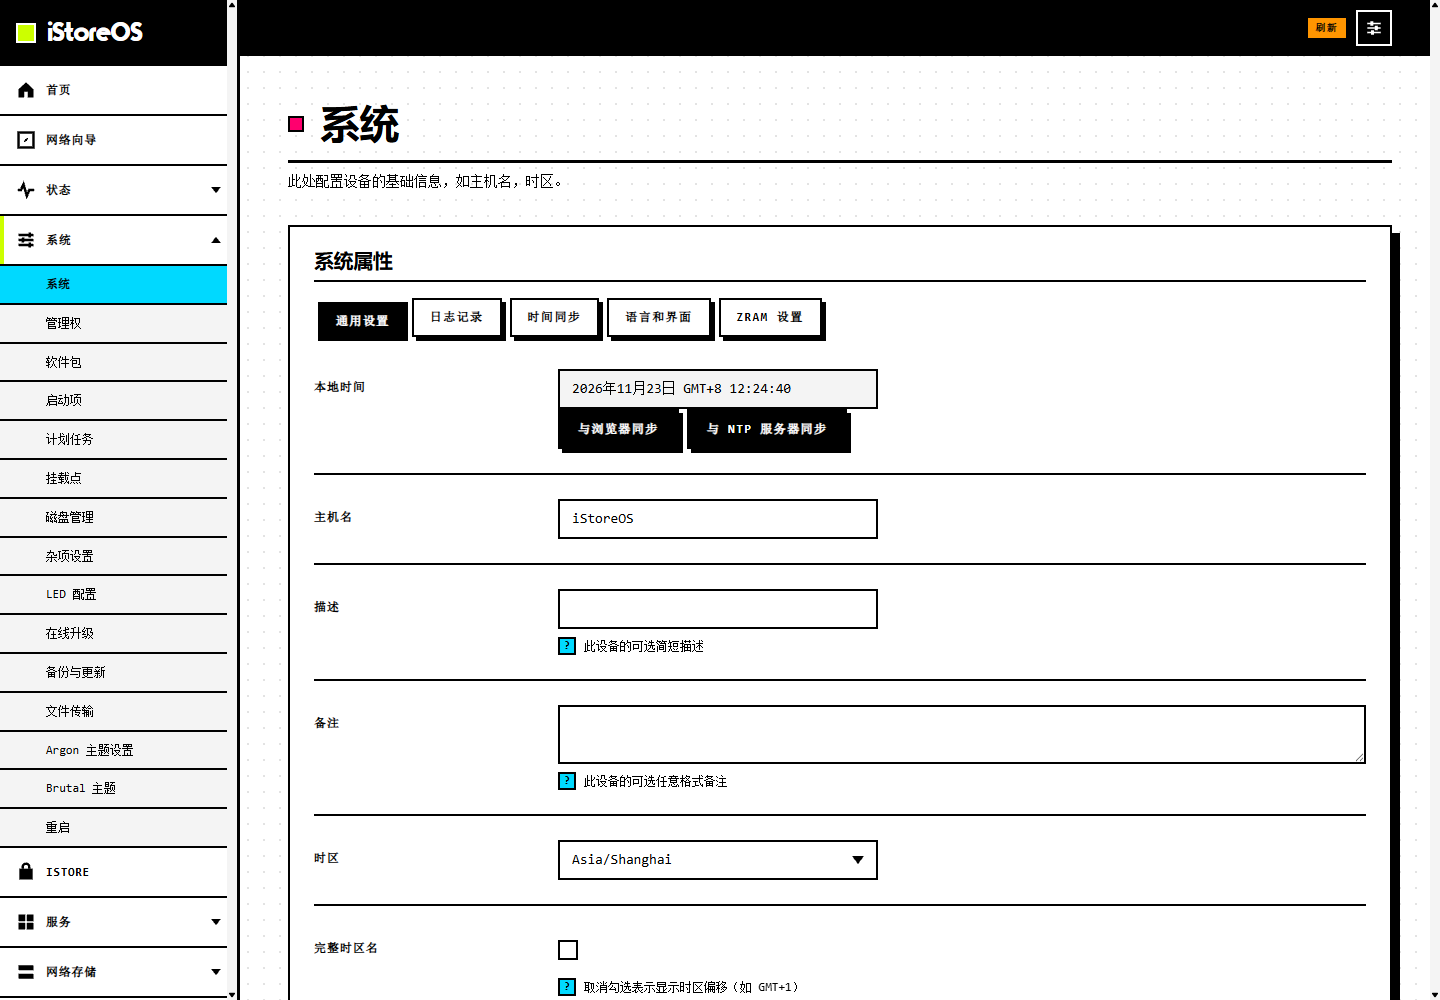 iStoreOS
刷新
首页
网络向导
状态
系统
系统
管理权
软件包
启动项
计划任务
挂载点
磁盘管理
杂项设置
LED 配置
在线升级
备份与更新
文件传输
Argon 主题设置
Brutal 主题
重启
ISTORE
服务
网络存储
系统
此处配置设备的基础信息，如主机名，时区。
系统属性
通用设置 日志记录 时间同步 语言和界面 ZRAM 设置
本地时间
2026年11月23日 GMT+8 12:24:40
与浏览器同步 与 NTP 服务器同步
主机名
iStoreOS
描述
? 此设备的可选简短描述
备注
? 此设备的可选任意格式备注
时区
Asia/Shanghai
完整时区名
? 取消勾选表示显示时区偏移（如 GMT+1）